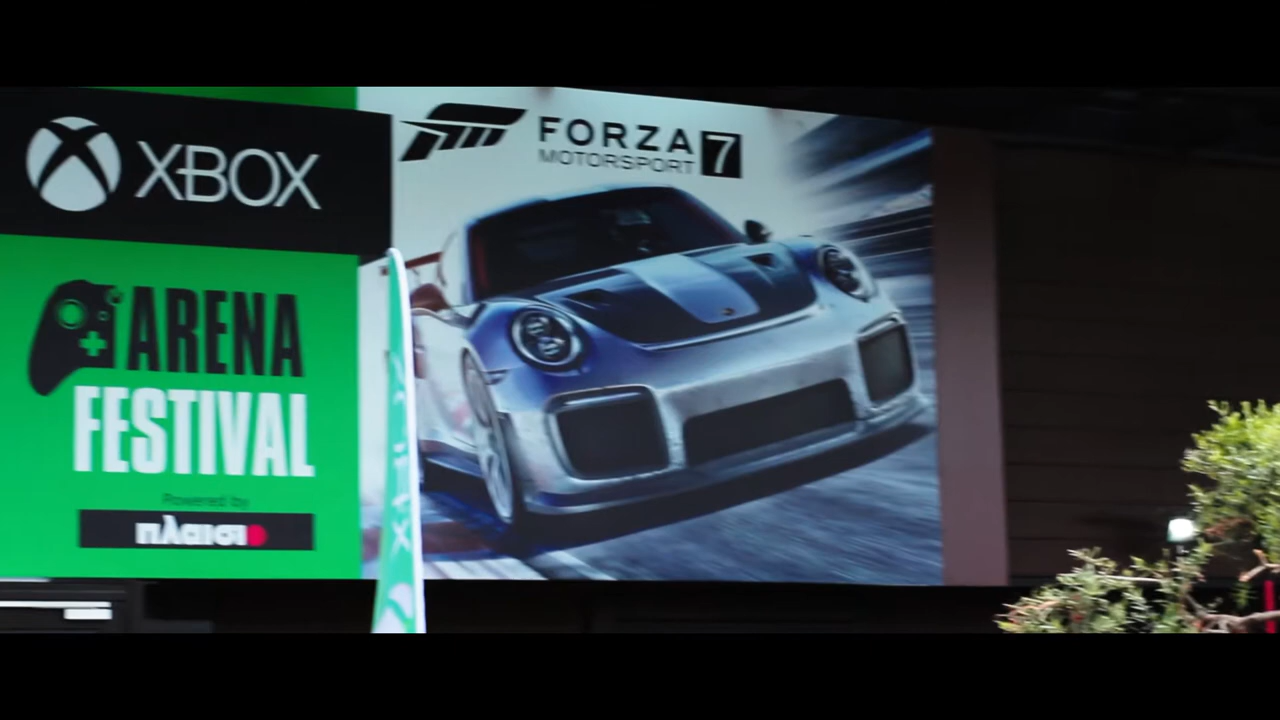 XBOX
ARENA
FESTIVAL
Powered by
πλαισιο
FORZA
MOTORSPORT 7